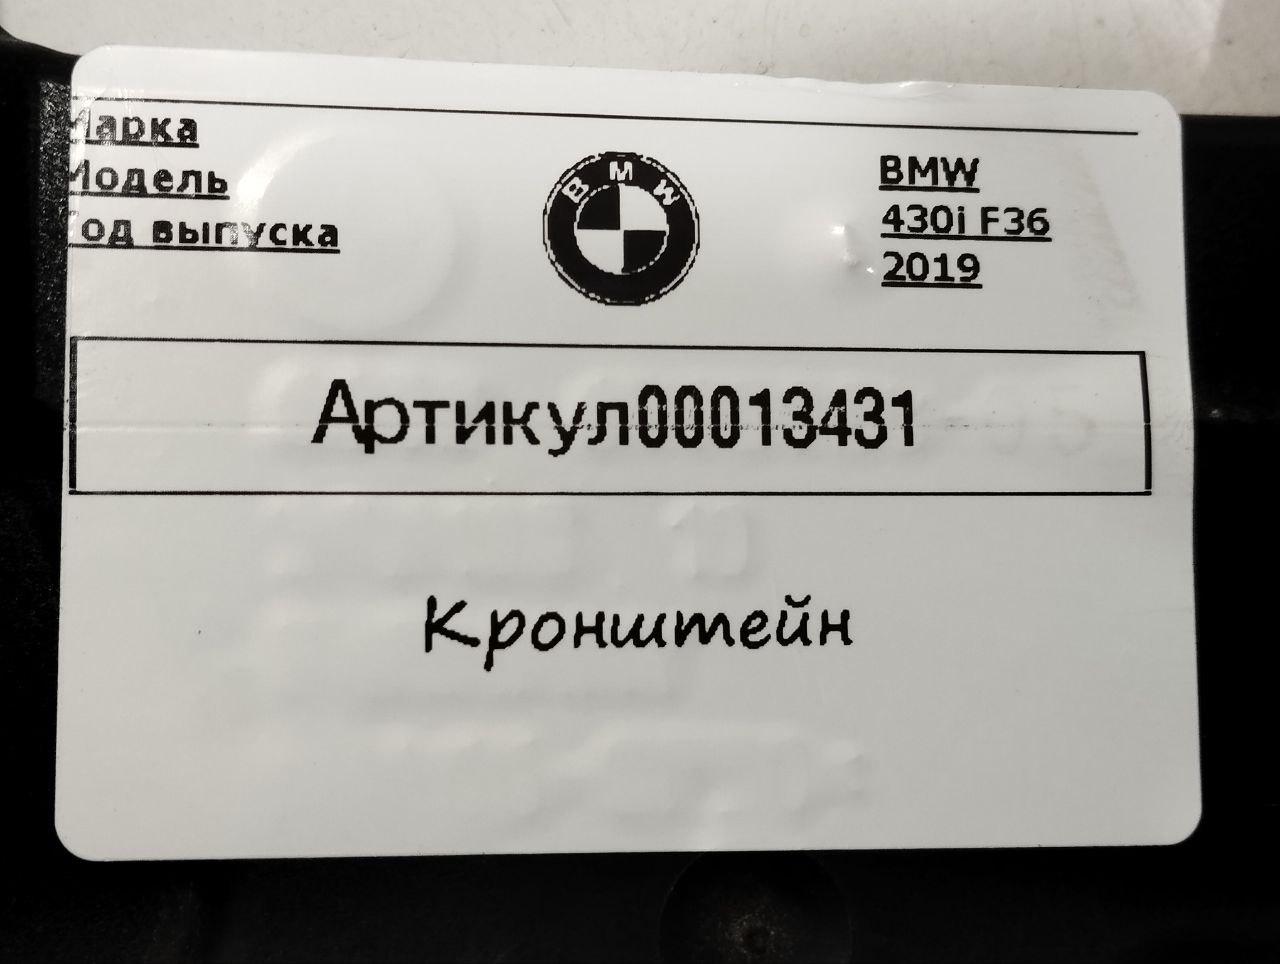 Марка
Модель
Год выпуска
BMW
BMW
430i F36
2019
Артикул00013431
Кронштейн